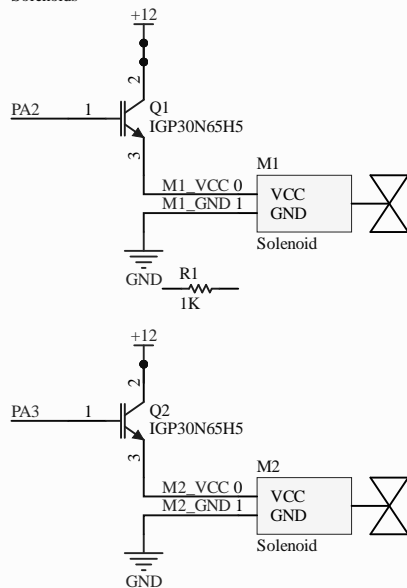 Solenoids
+12
2
PA2 1 Q1
IGP30N65H5
3
M1
M1_VCC 0 VCC
M1_GND 1 GND
Solenoid
GND
R1
1K
+12
2
PA3 1 Q2
IGP30N65H5
3
M2
M2_VCC 0 VCC
M2_GND 1 GND
Solenoid
GND